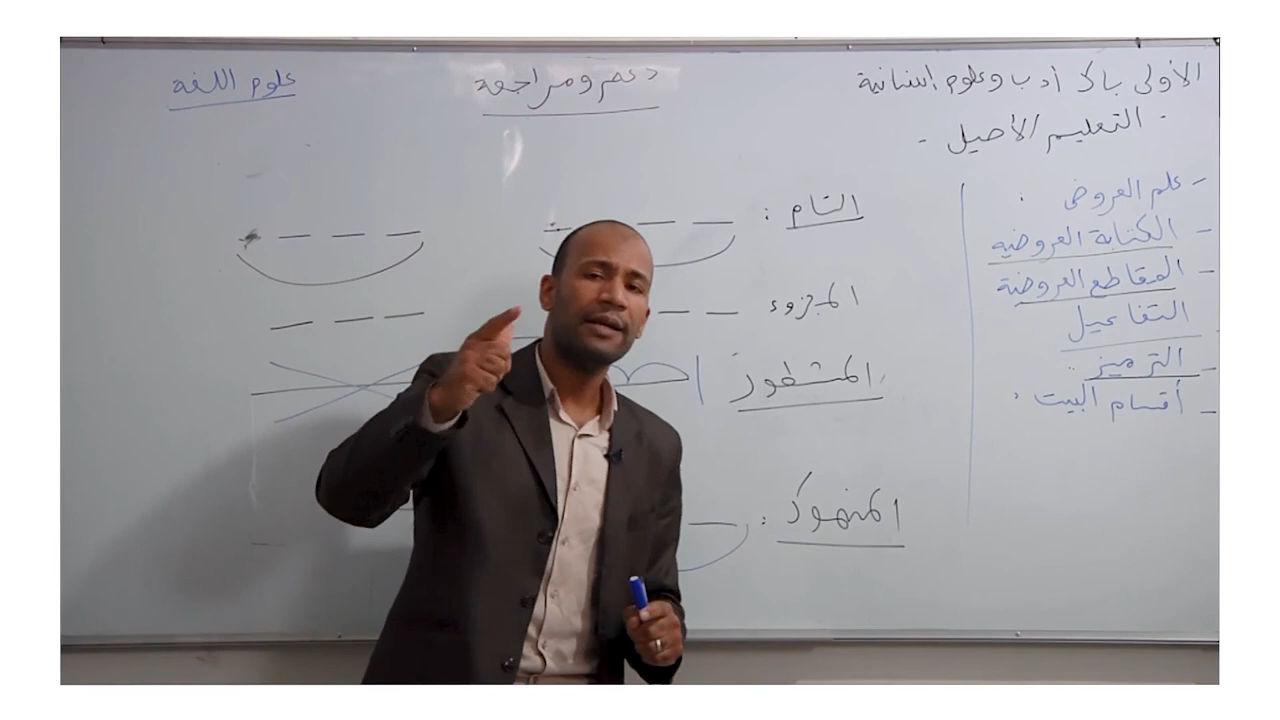 الأولى باك أدب وعلوم إنسانية
- التعليم الأصيل -
دعم ومراجعة
علوم اللغة
- علم العروض :
- الكتابة العروضية
- المقاطع العروضية
- التفاعيل
- الترميز
- أقسام البيت .
التام :
المجزوء
المشطور
المنهوك :